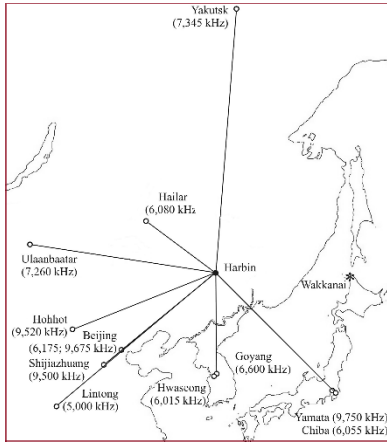 Yakutsk
(7,345 kHz)
Hailar
(6,080 kHz)
Ulaanbaatar
(7,260 kHz)
Harbin
Wakkanai
Hohhot
(9,520 kHz)
Beijing
(6,175; 9,675 kHz)
Shijiazhuang
(9,500 kHz)
Goyang
(6,600 kHz)
Lintong
(5,000 kHz)
Hwaseong
(6,015 kHz)
Yamata (9,750 kHz)
Chiba (6,055 kHz)